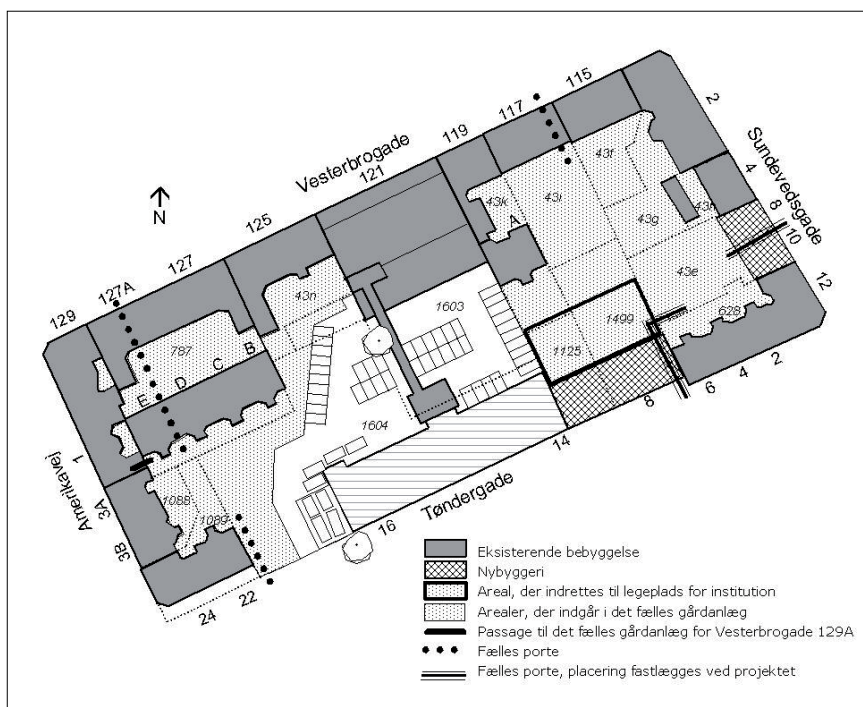 115
117
2
119
Vesterbrogade
Sundevedsgade
121
43f
4
N
43k
43i
43h
8
125
A
43g
10
127
43e
12
127A
43n
1603
129
1499
628
787
B
1125
C
D
2
E
4
6
8
1604
1
14
Amerikavej
Tøndergade
3A
1088
16
1089
3B
22
24
Eksisterende bebyggelse
Nybyggeri
Areal, der indrettes til legeplads for institution
Arealer, der indgår i det fælles gårdanlæg
Passage til det fælles gårdanlæg for Vesterbrogade 129A
Fælles porte
Fælles porte, placering fastlægges ved projektet